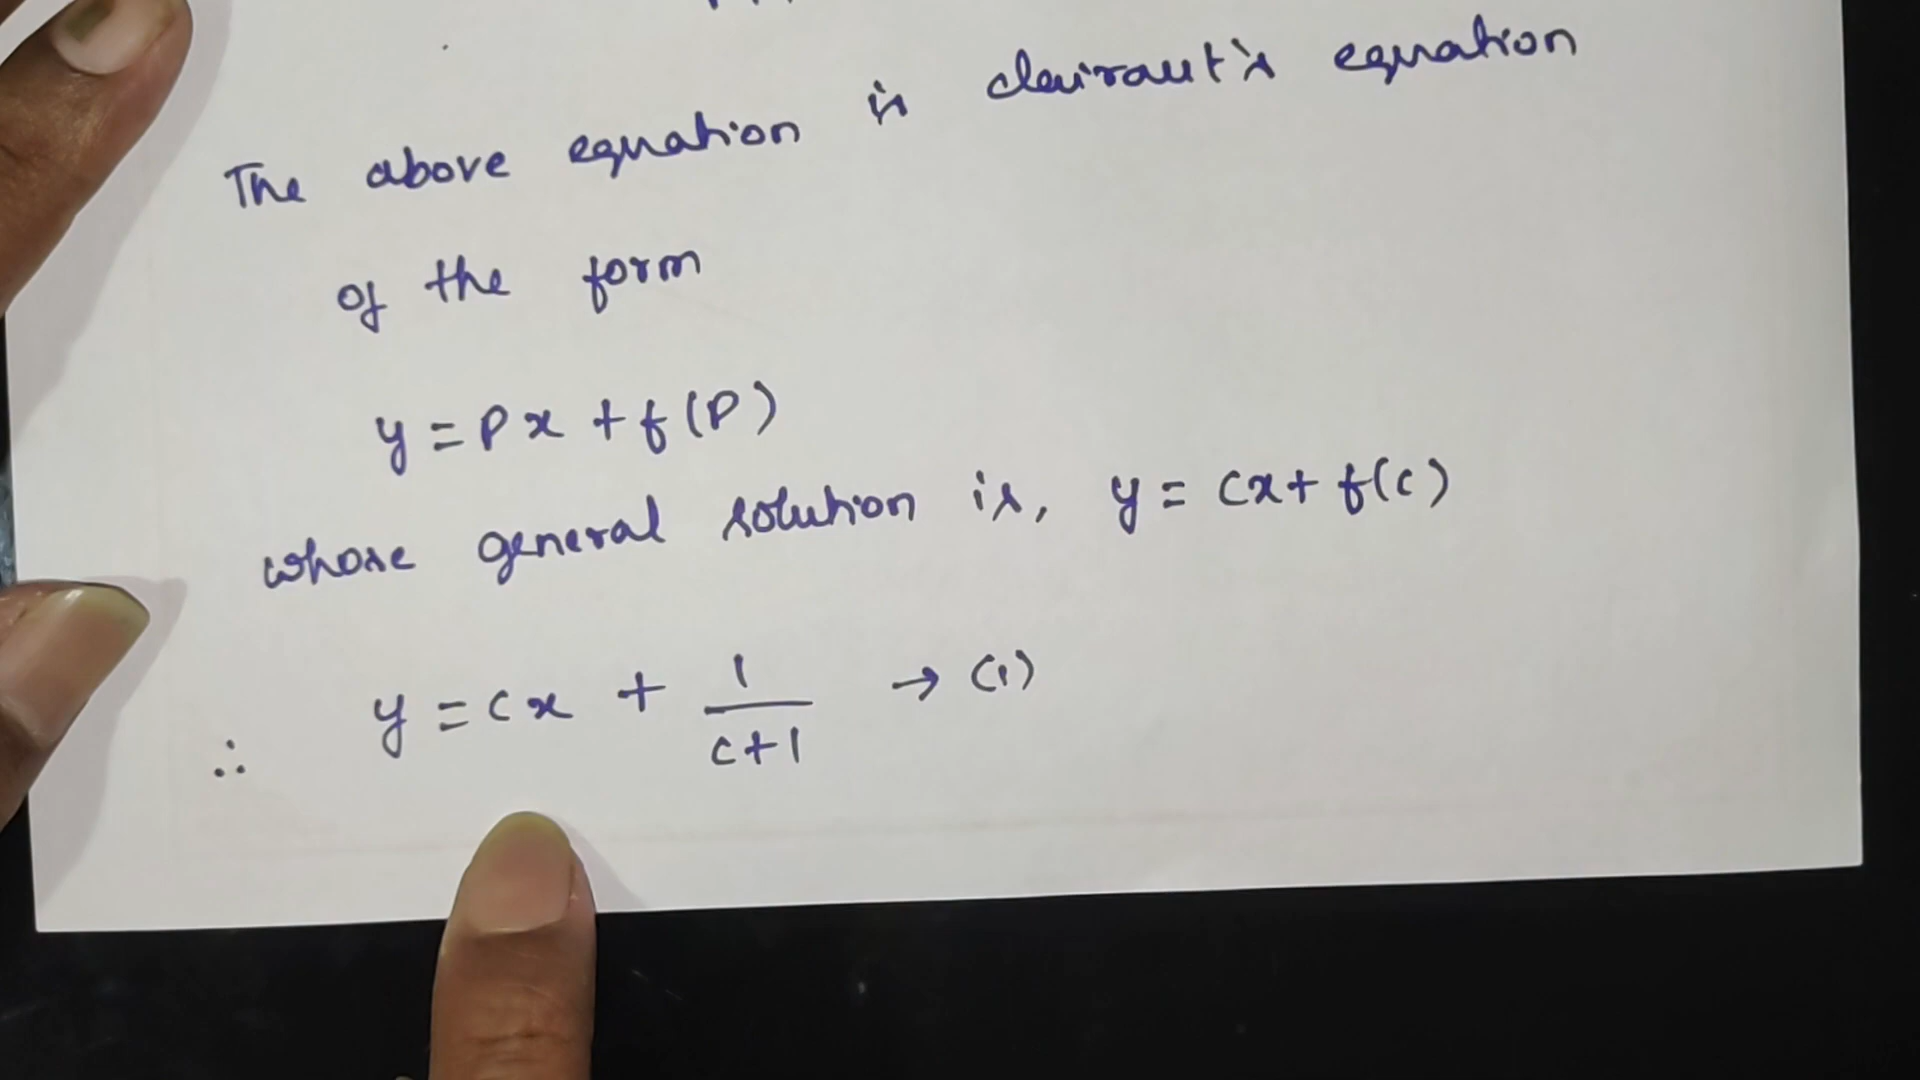 The above equation is clairaut's equation
of the form
y = Px + f(P)
whose general solution is, y = cx + f(c)
∴ y = cx + 1/(c+1) → (1)